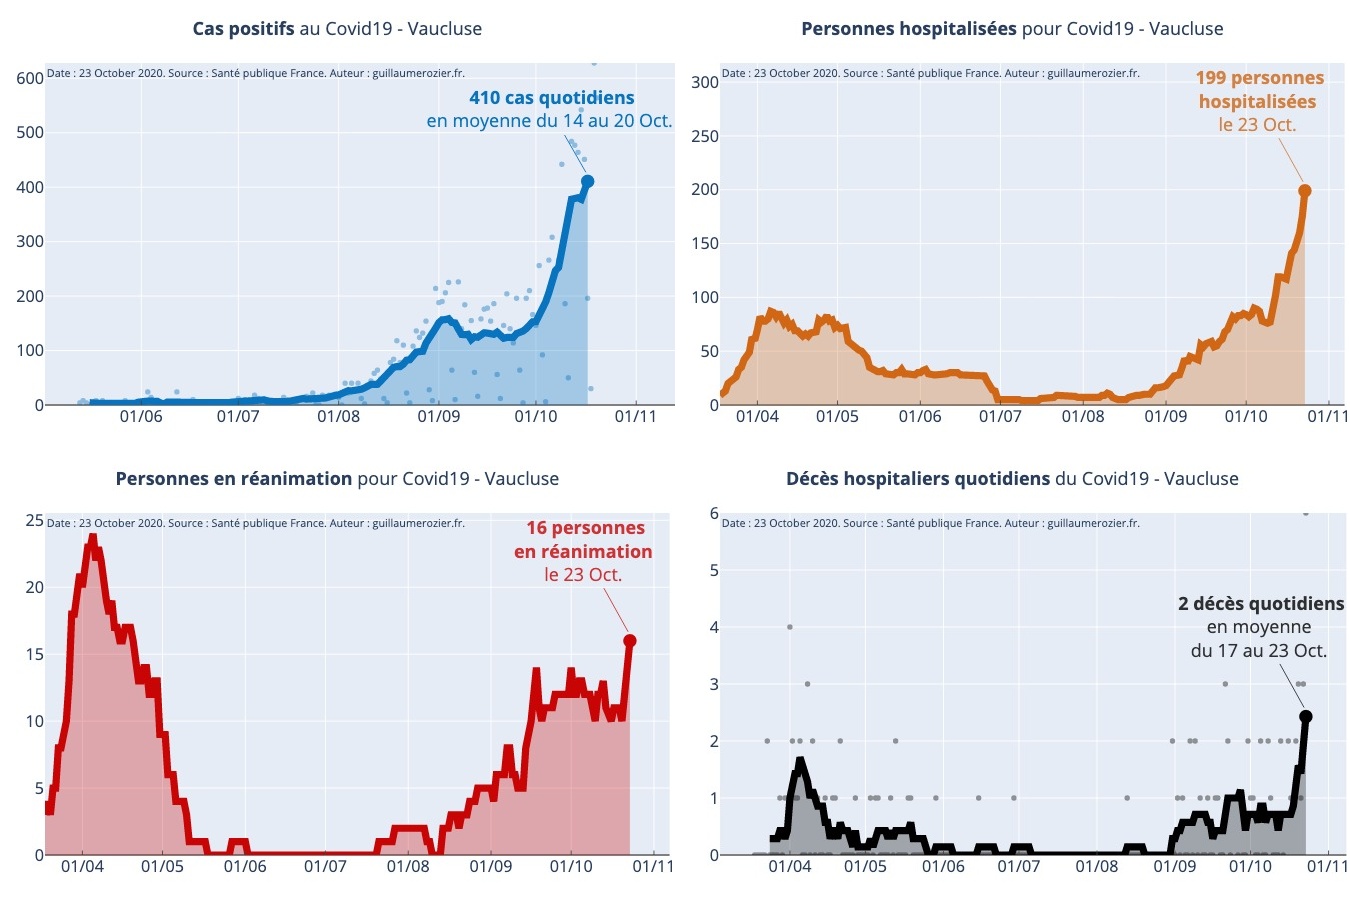 Cas positifs au Covid19 - Vaucluse
Date : 23 October 2020. Source : Santé publique France. Auteur : guillaumerozier.fr.
410 cas quotidiens
en moyenne du 14 au 20 Oct.
600
500
400
300
200
100
0
01/06 01/07 01/08 01/09 01/10 01/11
Personnes hospitalisées pour Covid19 - Vaucluse
Date : 23 October 2020. Source : Santé publique France. Auteur : guillaumerozier.fr.
199 personnes
hospitalisées
le 23 Oct.
300
250
200
150
100
50
0
01/04 01/05 01/06 01/07 01/08 01/09 01/10 01/11
Personnes en réanimation pour Covid19 - Vaucluse
Date : 23 October 2020. Source : Santé publique France. Auteur : guillaumerozier.fr.
16 personnes
en réanimation
le 23 Oct.
25
20
15
10
5
0
01/04 01/05 01/06 01/07 01/08 01/09 01/10 01/11
Décès hospitaliers quotidiens du Covid19 - Vaucluse
Date : 23 October 2020. Source : Santé publique France. Auteur : guillaumerozier.fr.
2 décès quotidiens
en moyenne
du 17 au 23 Oct.
6
5
4
3
2
1
0
01/04 01/05 01/06 01/07 01/08 01/09 01/10 01/11